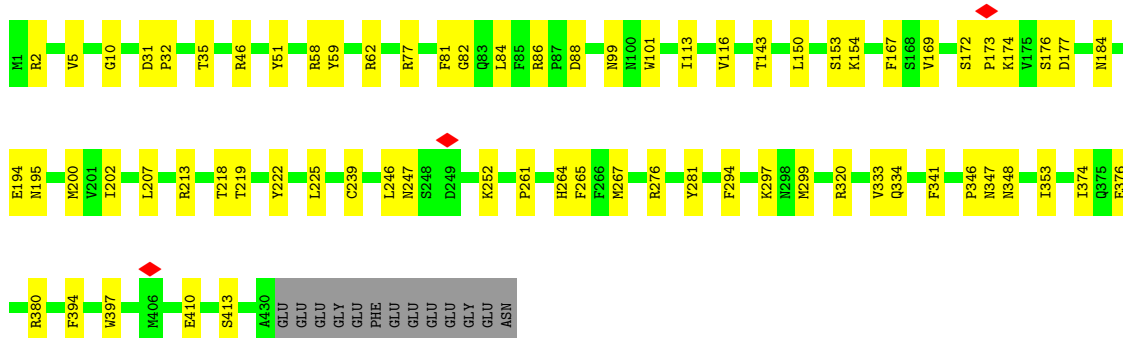 M1 R2 V5 G10 D31 P32 T35 R46 Y51 R58 Y59 R62 R77 F81 G82 Q83 L84 F85 R86 P87 D88 N99 N100 W101 I113 V116 T143 L150 S153 K154 F167 S168 V169 S172 P173 K174 V175 S176 D177 N184
E194 N195 M200 V201 I202 L207 R213 T218 T219 Y222 L225 C239 L246 N247 S248 D249 K252 P261 H264 F265 F266 M267 R276 Y281 F294 K297 N298 M299 R320 V333 Q334 F341 P346 N347 N348 I353 I374 Q375 E376
R380 F394 W397 M406 E410 S413 A430 GLU GLU GLU GLY GLU PHE GLU GLU GLU GLU GLY GLU ASN